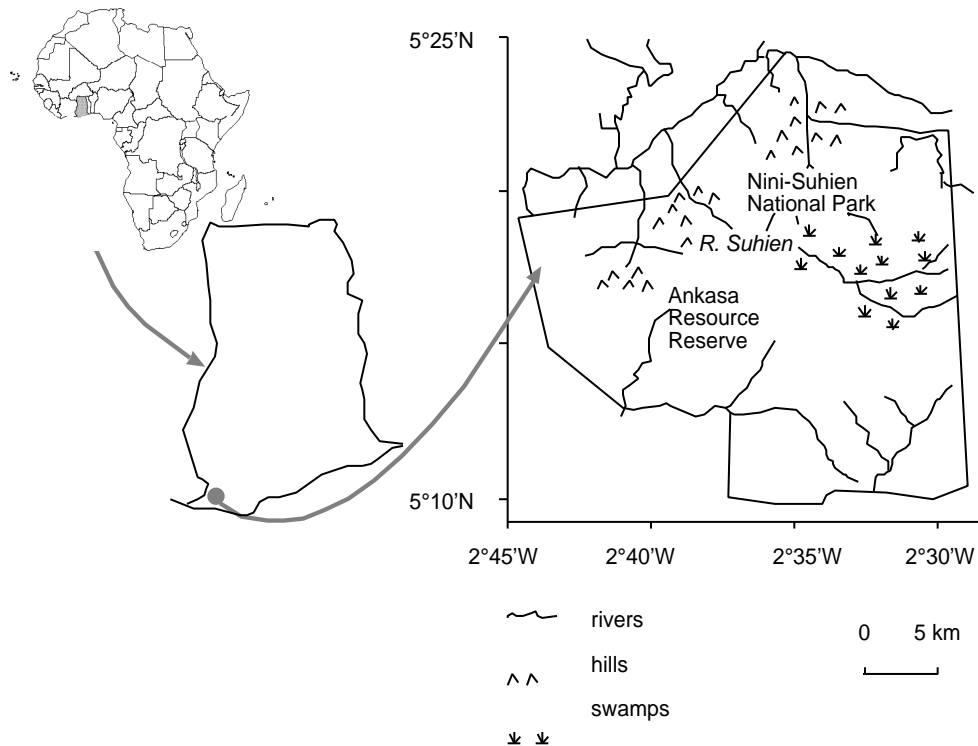 5°25'N
Nini-Suhien
National Park
R. Suhien
Ankasa
Resource
Reserve
5°10'N
2°45'W 2°40'W 2°35'W 2°30'W
rivers
0 5 km
hills
swamps